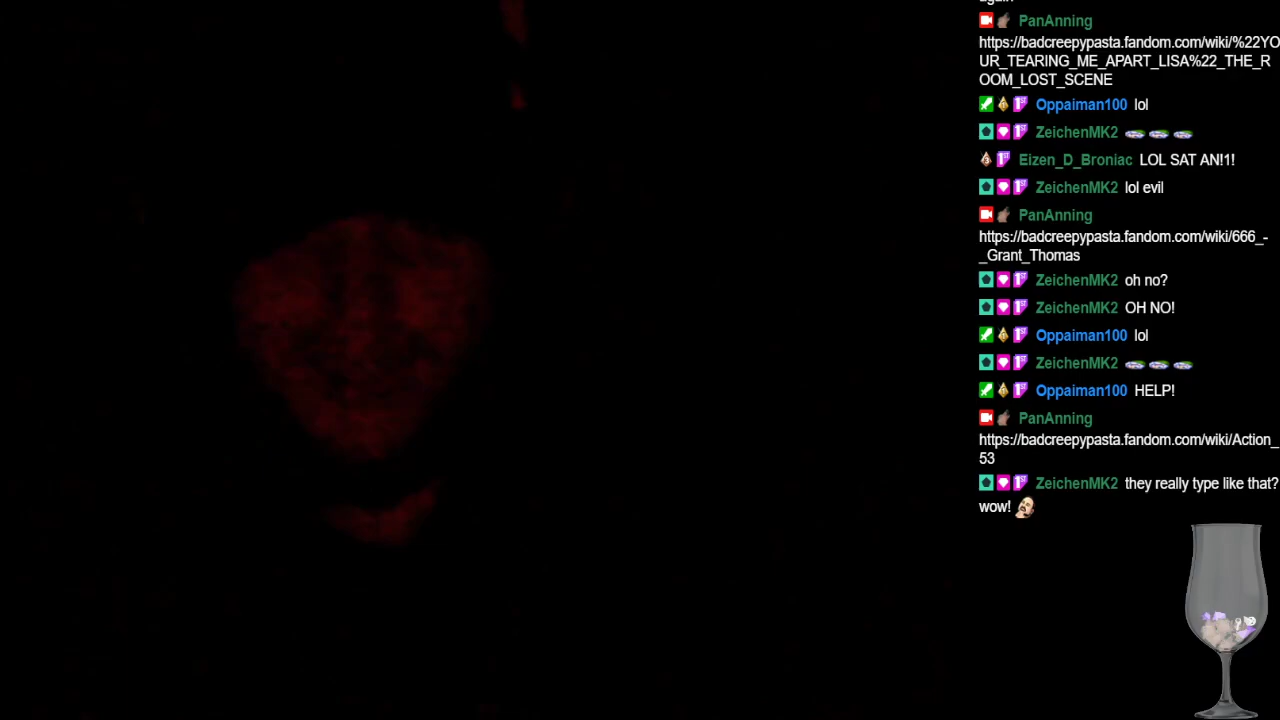 PanAnning
https://badcreepypasta.fandom.com/wiki/%22YO
UR_TEARING_ME_APART_LISA%22_THE_R
OOM_LOST_SCENE
Oppaiman100 lol
ZeichenMK2
Eizen_D_Broniac LOL SAT AN!1!
ZeichenMK2 lol evil
PanAnning
https://badcreepypasta.fandom.com/wiki/666_-
_Grant_Thomas
ZeichenMK2 oh no?
ZeichenMK2 OH NO!
Oppaiman100 lol
ZeichenMK2
Oppaiman100 HELP!
PanAnning
https://badcreepypasta.fandom.com/wiki/Action_
53
ZeichenMK2 they really type like that?
wow!